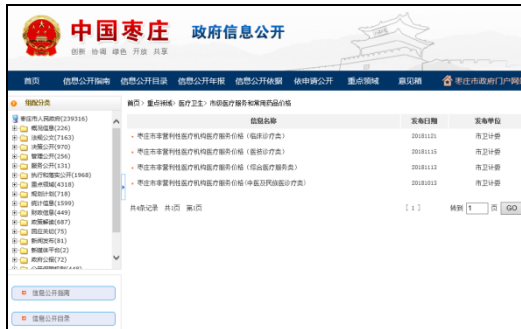 中国枣庄
政府信息公开
创新 协调 绿色 开放 共享
首页 信息公开指南 信息公开目录 信息公开年报 信息公开依据 依申请公开 重点领域 意见箱 枣庄市政府门户网
组配分类
枣庄市人民政府(239316)
概况信息(226)
法规公文(7163)
决策公开(970)
管理公开(256)
服务公开(131)
执行和落实公开(1968)
重点领域(4318)
规划计划(718)
统计信息(1599)
财政信息(449)
政策解读(687)
回应关切(75)
新闻发布(81)
新媒体平台(2)
政府公报(72)
信息公开指南
信息公开目录
首页> 重点领域> 医疗卫生> 市级医疗服务和常用药品价格
信息名称 发布日期 发布单位
枣庄市非营利性医疗机构医疗服务价格(临床诊疗类) 20181121 市卫计委
枣庄市非营利性医疗机构医疗服务价格(医技诊疗类) 20181115 市卫计委
枣庄市非营利性医疗机构医疗服务价格(综合医疗服务类) 20181113 市卫计委
枣庄市非营利性医疗机构医疗服务价格(中医及民族医诊疗类) 20181013 市卫计委
共4条记录 共1页 第1页 [ 1 ] 转到 1 页 GO